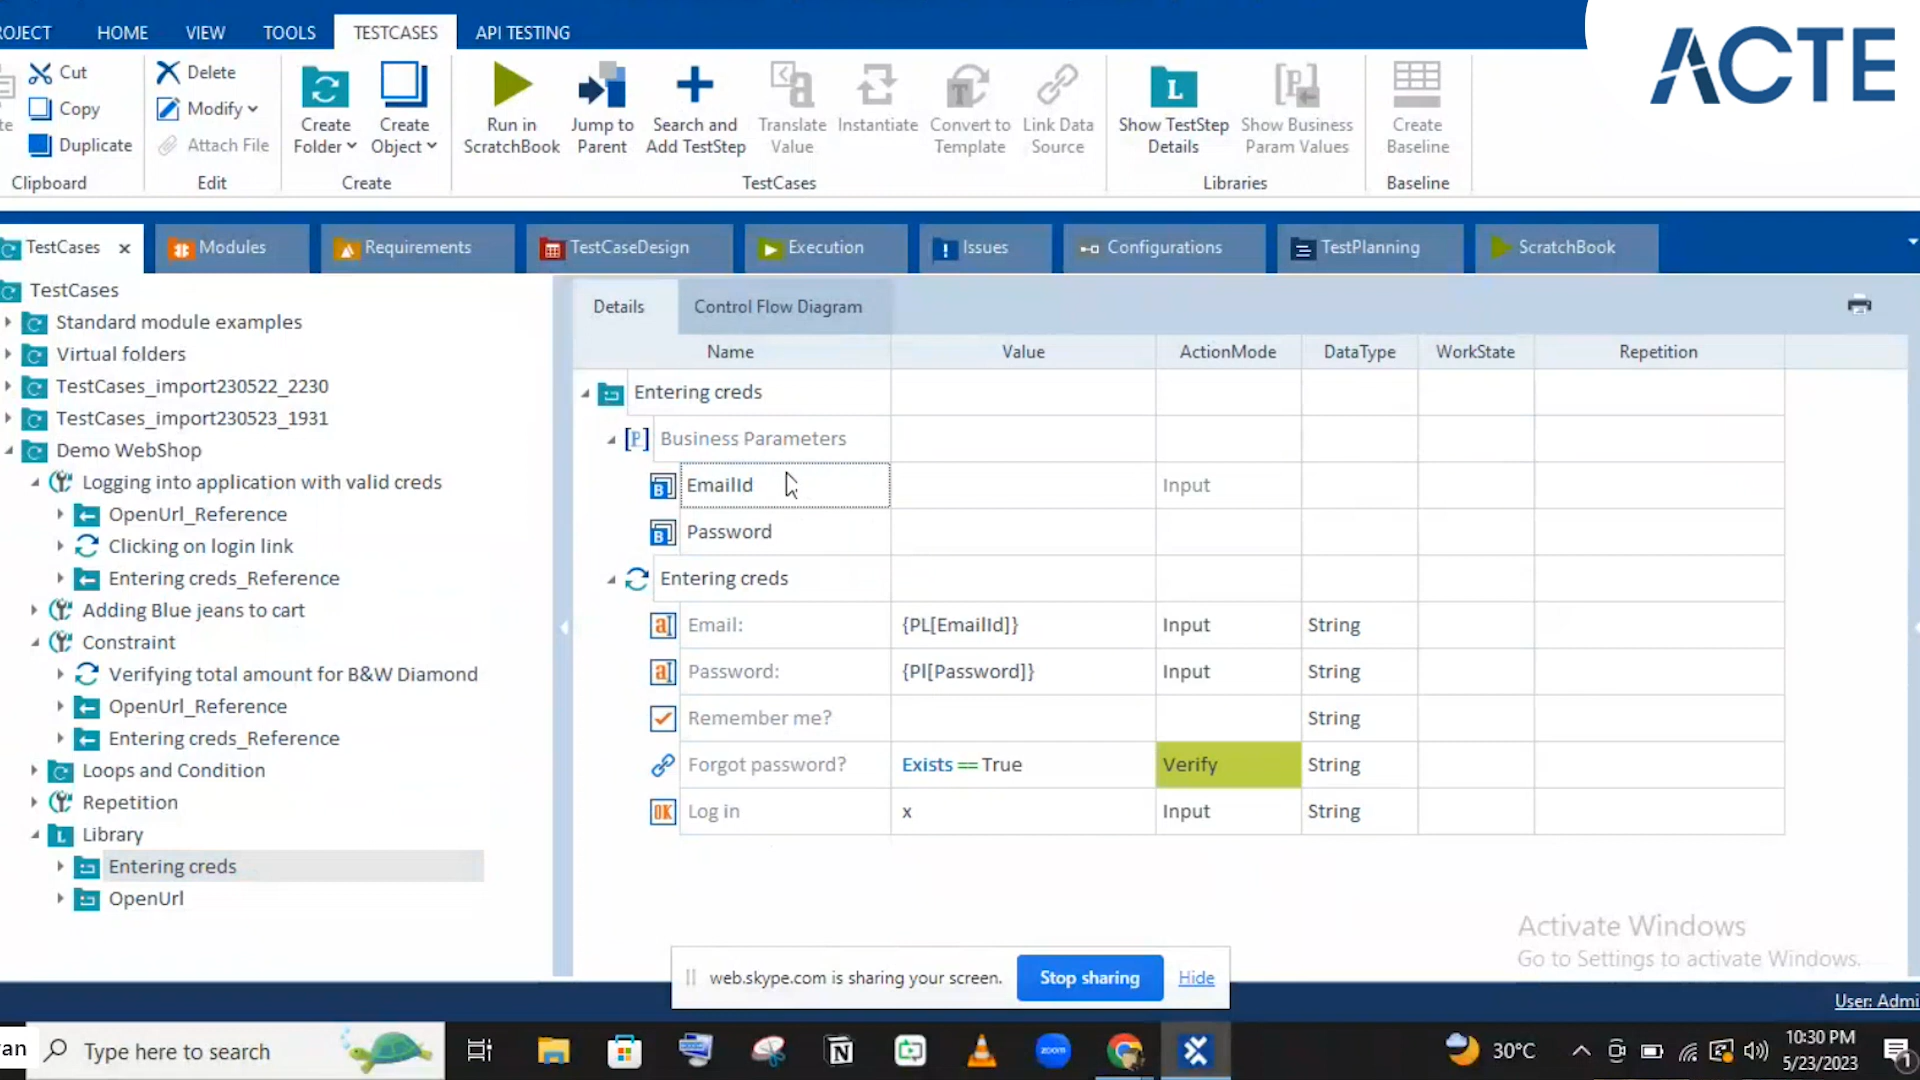 OJECT HOME VIEW TOOLS TESTCASES API TESTING
ACTE
Cut
Copy
Duplicate
Clipboard
Delete
Modify
Attach File
Edit
Create
Folder
Create
Object
Create
Run in
ScratchBook
Jump to
Parent
Search and
Add TestStep
Translate
Value
Instantiate
Convert to
Template
Link Data
Source
TestCases
Show TestStep
Details
Show Business
Param Values
Libraries
Create
Baseline
Baseline
TestCases Modules Requirements TestCaseDesign Execution Issues Configurations TestPlanning ScratchBook
TestCases
Standard module examples
Virtual folders
TestCases_import230522_2230
TestCases_import230523_1931
Demo WebShop
Logging into application with valid creds
OpenUrl_Reference
Clicking on login link
Entering creds_Reference
Adding Blue jeans to cart
Constraint
Verifying total amount for B&W Diamond
OpenUrl_Reference
Entering creds_Reference
Loops and Condition
Repetition
Library
Entering creds
OpenUrl
Details Control Flow Diagram
Name Value ActionMode DataType WorkState Repetition
Entering creds
[P] Business Parameters
B EmailId Input
B Password
Entering creds
a Email: {PL[EmailId]} Input String
a Password: {Pl[Password]} Input String
Remember me? String
Forgot password? Exists == True Verify String
OK Log in x Input String
Activate Windows
Go to Settings to activate Windows.
web.skype.com is sharing your screen. Stop sharing Hide
User: Admi
an Type here to search zoom 30°C 10:30 PM
5/23/2023
1